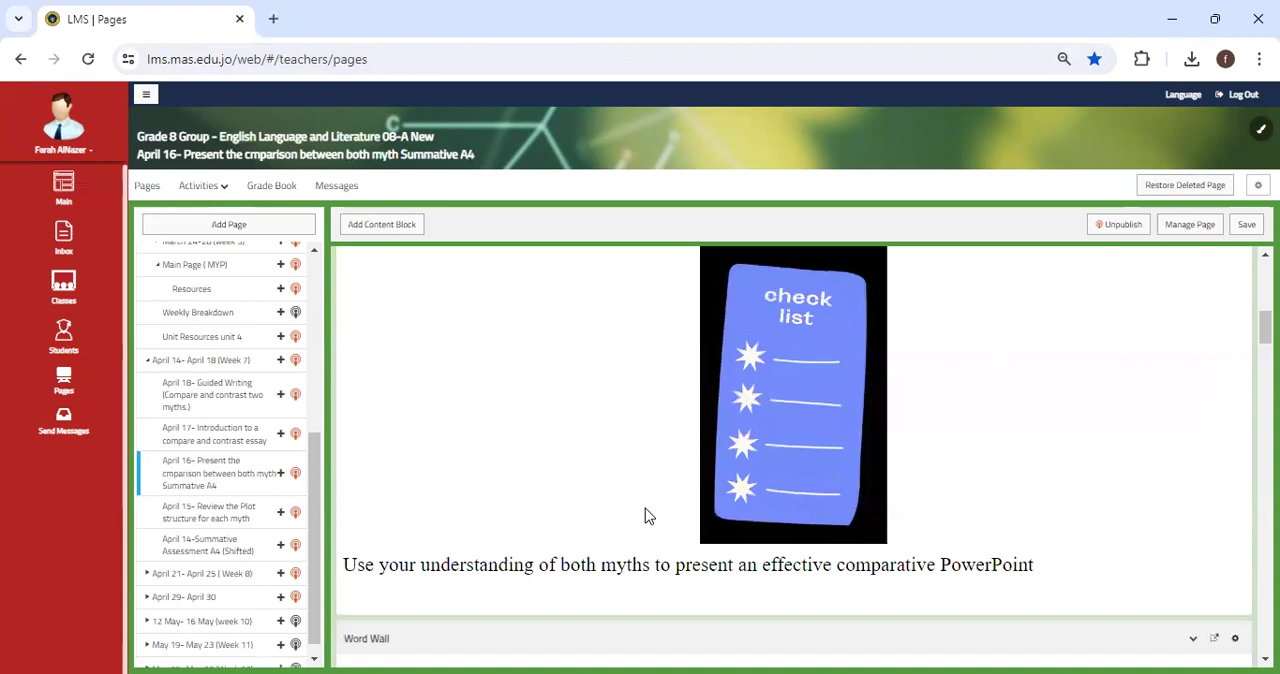 LMS | Pages
lms.mas.edu.jo/web/#/teachers/pages
f
Language
Log Out
Farah AlNazer
Grade 8 Group - English Language and Literature 08-A New
April 16- Present the cmparison between both myth Summative A4
Pages
Activities
Grade Book
Messages
Restore Deleted Page
Main
Inbox
Classes
Students
Pages
Send Messages
Add Page
Add Content Block
Unpublish
Manage Page
Save
Main Page ( MYP)
Resources
Weekly Breakdown
Unit Resources unit 4
April 14- April 18 (Week 7)
April 18- Guided Writing
(Compare and contrast two
myths.)
April 17- Introduction to a
compare and contrast essay
April 16- Present the
cmparison between both myth
Summative A4
April 15- Review the Plot
structure for each myth
April 14-Summative
Assessment A4 (Shifted)
April 21- April 25 ( Week 8)
April 29- April 30
12 May- 16 May (week 10)
May 19- May 23 (Week 11)
check
list
Use your understanding of both myths to present an effective comparative PowerPoint
Word Wall